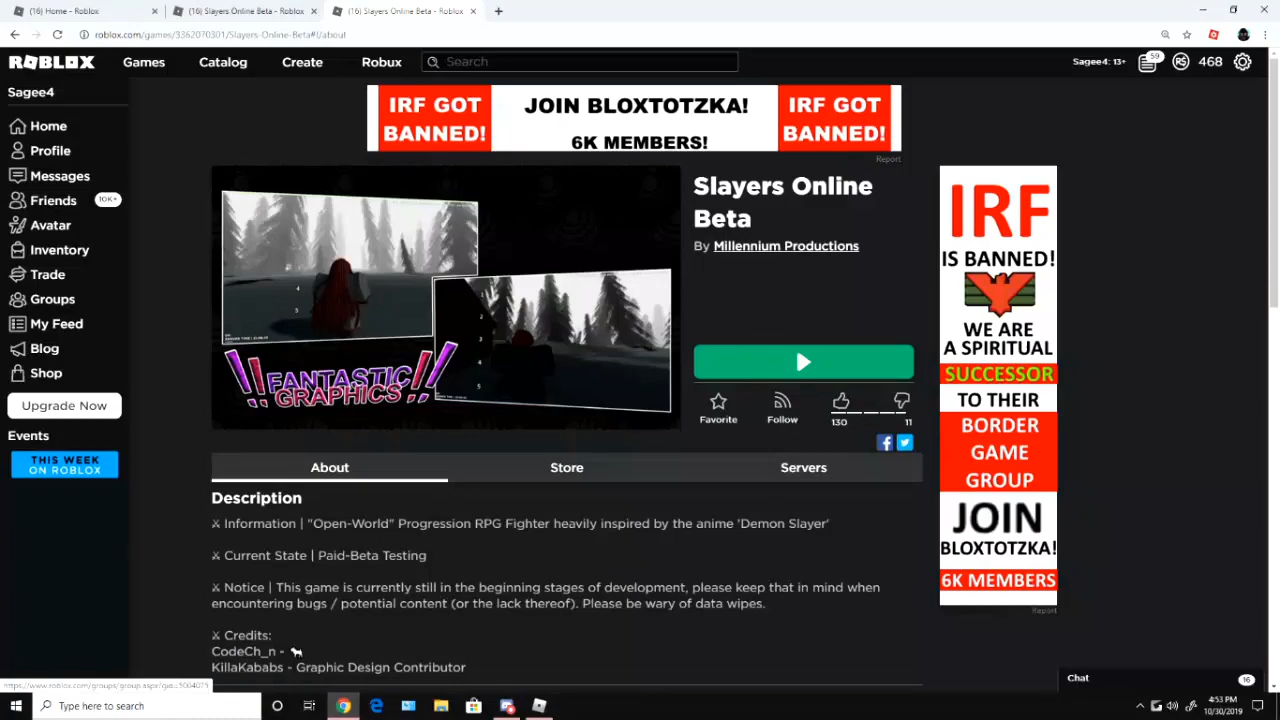 (16) Home - Roblox
(16) Slayers Online Beta - Roblox
(16) Slayers Online Beta - Roblox
roblox.com/games/3362070301/Slayers-Online-Beta#!/about
ROBLOX
Games
Catalog
Create
Robux
Search
Sagee4: 13+
59
468
Sagee4
Home
Profile
Messages
Friends
10K+
Avatar
Inventory
Trade
Groups
My Feed
Blog
Shop
Upgrade Now
Events
THIS WEEK
ON ROBLOX
IRF GOT
BANNED!
JOIN BLOXTOTZKA!
6K MEMBERS!
IRF GOT
BANNED!
Report
!!FANTASTIC!!
GRAPHICS
Slayers Online
Beta
By Millennium Productions
Favorite
Follow
130
11
About
Store
Servers
Description
⚔ Information | "Open-World" Progression RPG Fighter heavily inspired by the anime 'Demon Slayer'
⚔ Current State | Paid-Beta Testing
⚔ Notice | This game is currently still in the beginning stages of development, please keep that in mind when
encountering bugs / potential content (or the lack thereof). Please be wary of data wipes.
⚔ Credits:
CodeCh_n - 🐄
KillaKababs - Graphic Design Contributor
IRF
IS BANNED!
WE ARE
A SPIRITUAL
SUCCESSOR
TO THEIR
BORDER
GAME
GROUP
JOIN
BLOXTOTZKA!
6K MEMBERS
Report
Chat
16
Type here to search
4:53 PM
10/30/2019